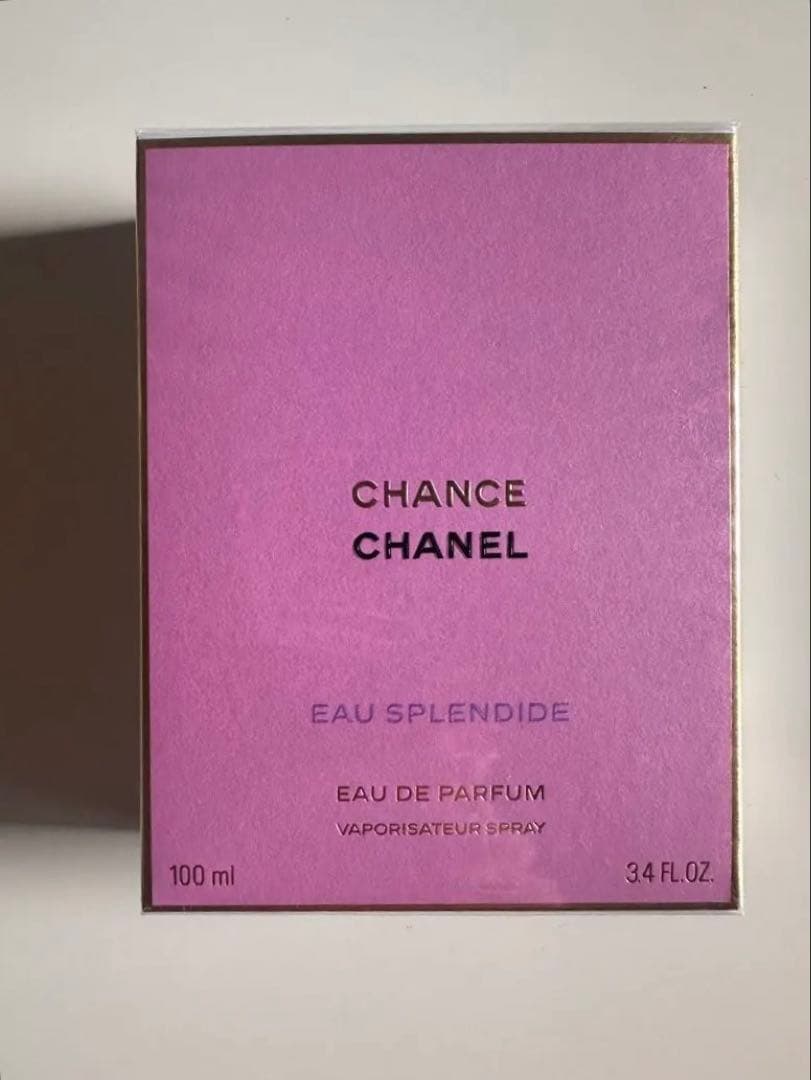 CHANCE
CHANEL
EAU SPLENDIDE
EAU DE PARFUM
VAPORISATEUR SPRAY
100 ml
3.4 FL.OZ.